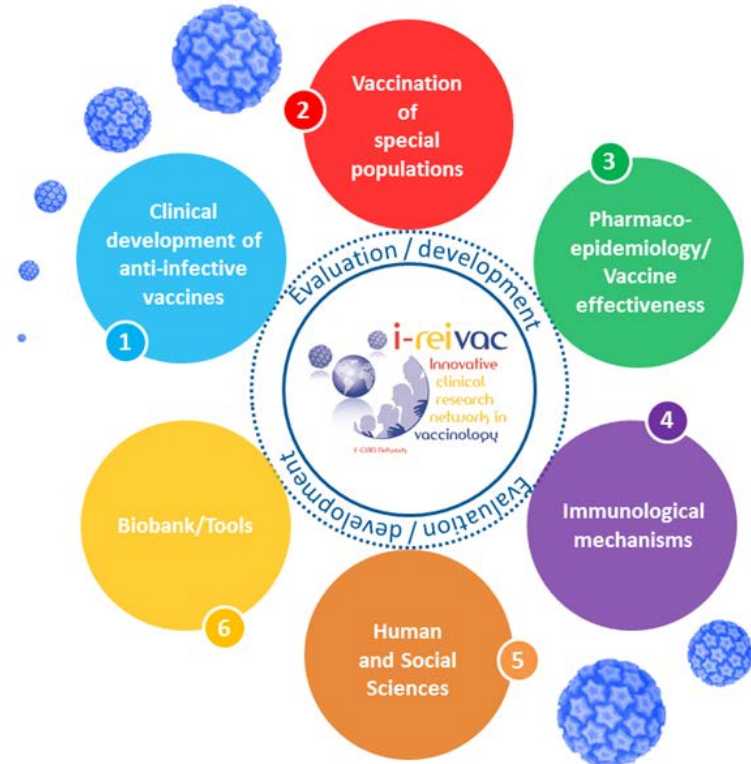 2
Vaccination
of
special
populations
3
Pharmaco-
epidemiology/
Vaccine
effectiveness
Clinical
development of
anti-infective
vaccines
1
Evaluation / development
i-reivac
Innovative
clinical
research
network in
vaccinology
F-CRIN Network
Evaluation / development
4
Immunological
mechanisms
Biobank/Tools
6
Human
and Social
Sciences
5